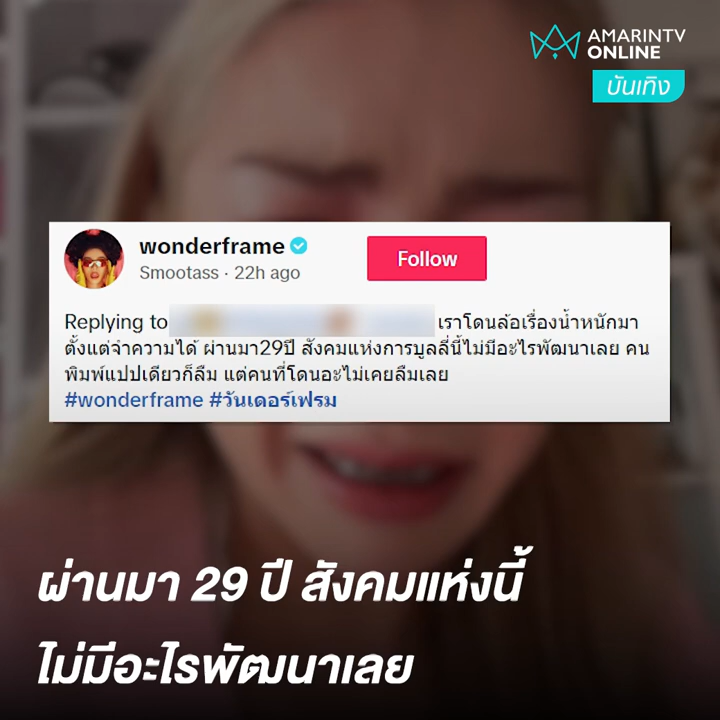 AMARINTV
ONLINE
บันเทิง
wonderframe
Follow
Smootass · 22h ago
Replying to เราโดนล้อเรื่องน้ำหนักมา
ตั้งแต่จำความได้ ผ่านมา29ปี สังคมแห่งการบูลลี่นี้ไม่มีอะไรพัฒนาเลย คน
พิมพ์แปปเดียวก็ลืม แต่คนที่โดนอะไม่เคยลืมเลย
#wonderframe #วันเดอร์เฟรม
ผ่านมา 29 ปี สังคมแห่งนี้
ไม่มีอะไรพัฒนาเลย